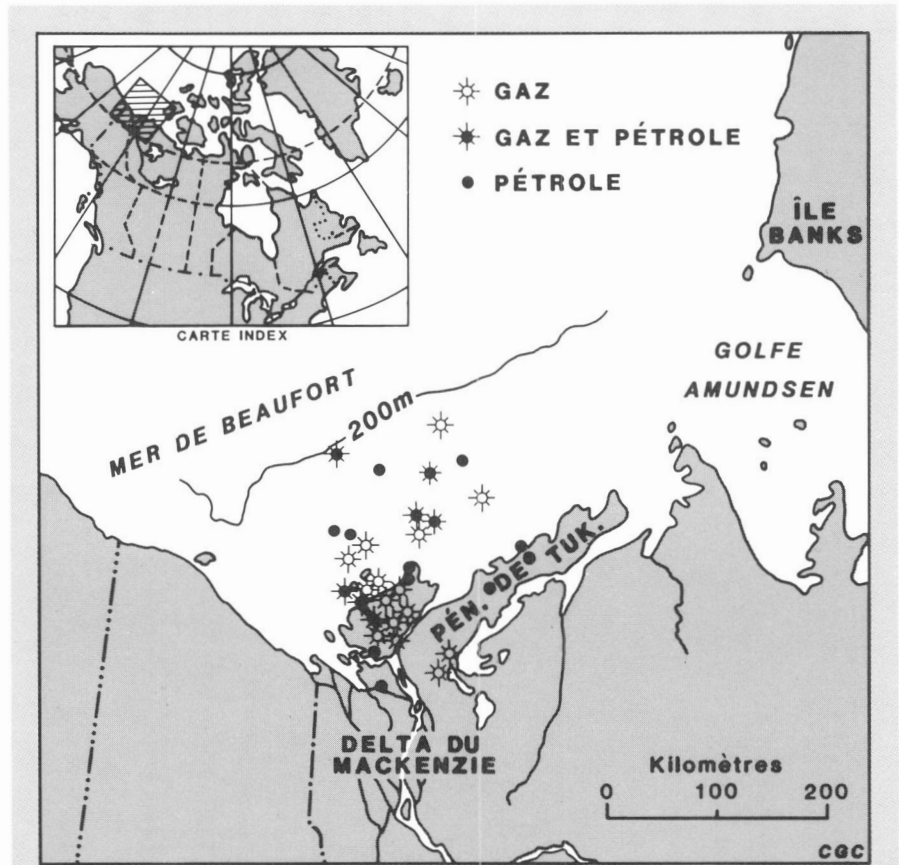 GAZ
GAZ ET PÉTROLE
PÉTROLE
CARTE INDEX
ÎLE
BANKS
GOLFE
AMUNDSEN
MER DE BEAUFORT
200m
PÉN. DE TUK.
DELTA DU
MACKENZIE
Kilomètres
0 100 200
CGC